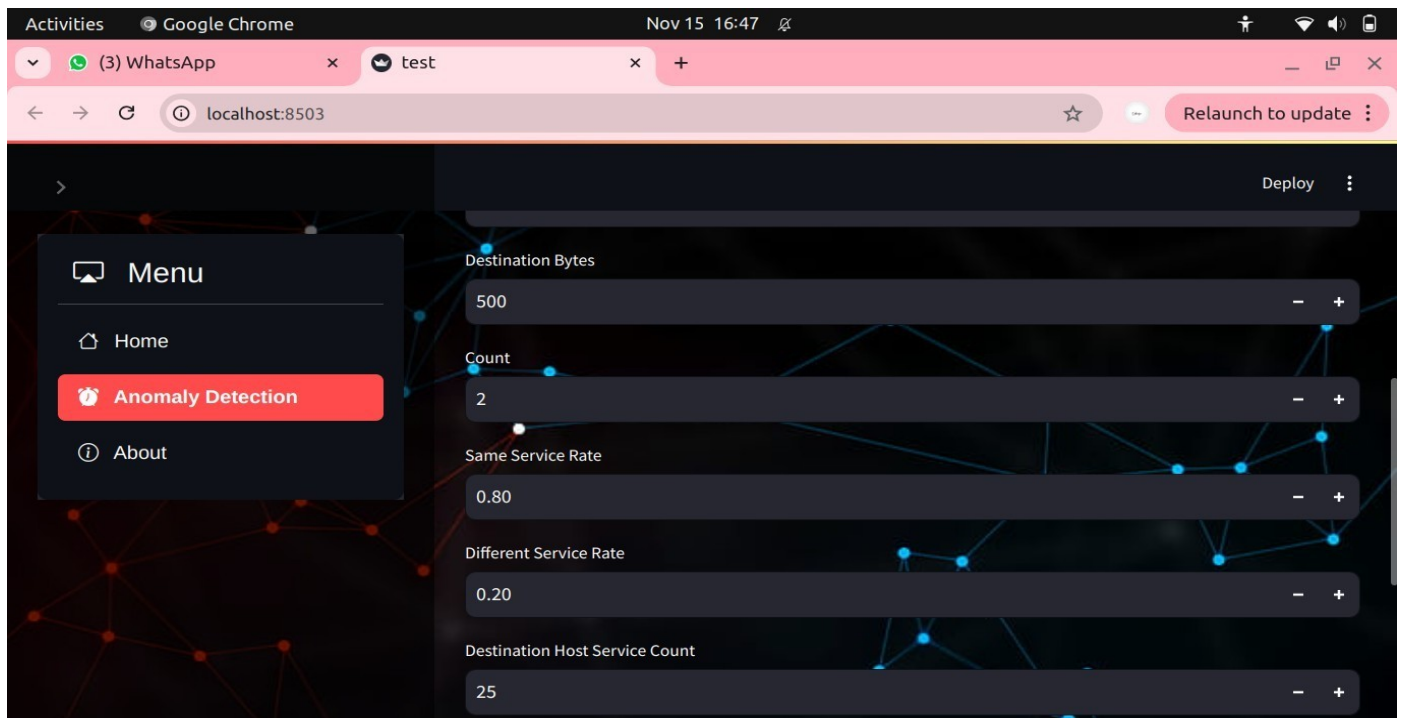 Activities Google Chrome Nov 15 16:47
(3) WhatsApp × test × +
localhost:8503 Relaunch to update
Deploy
Menu
Home
Anomaly Detection
About
Destination Bytes
500 − +
Count
2 − +
Same Service Rate
0.80 − +
Different Service Rate
0.20 − +
Destination Host Service Count
25 − +